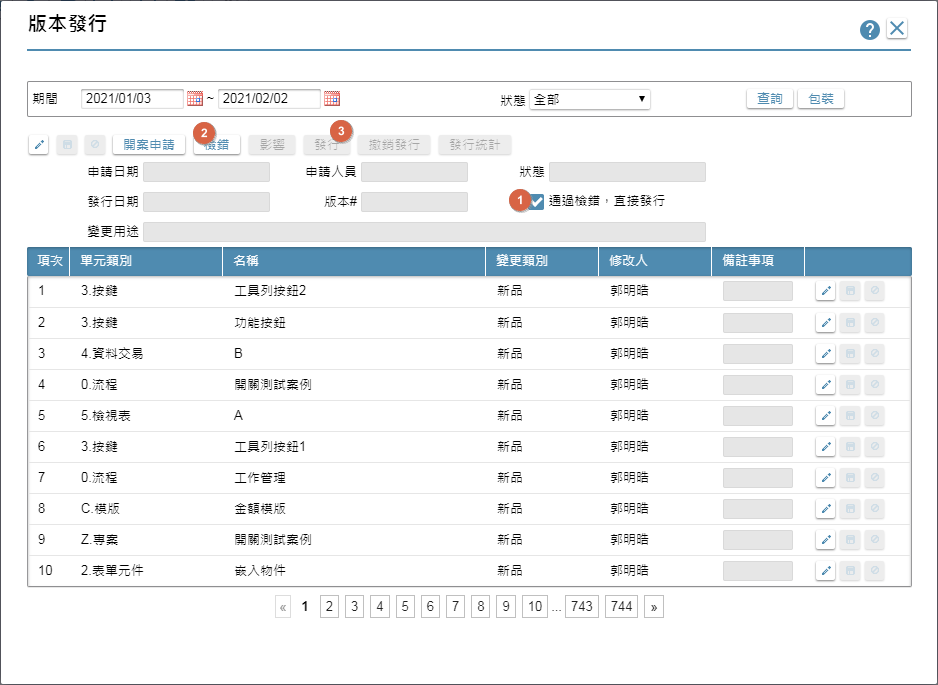 版本發行
?
期間 2021/01/03 ~ 2021/02/02 狀態 全部 查詢 包裝
2 3
開案申請 檢錯 影響 發行 撤銷發行 發行統計
申請日期 申請人員 狀態
發行日期 版本# 1 通過檢錯，直接發行
變更用途
項次 單元類別 名稱 變更類別 修改人 備註事項
1 3.按鍵 工具列按鈕2 新品 郭明晧
2 3.按鍵 功能按鈕 新品 郭明晧
3 4.資料交易 B 新品 郭明晧
4 0.流程 開關測試案例 新品 郭明晧
5 5.檢視表 A 新品 郭明晧
6 3.按鍵 工具列按鈕1 新品 郭明晧
7 0.流程 工作管理 新品 郭明晧
8 C.模版 金額模版 新品 郭明晧
9 Z.專案 開關測試案例 新品 郭明晧
10 2.表單元件 嵌入物件 新品 郭明晧
« 1 2 3 4 5 6 7 8 9 10 ... 743 744 »